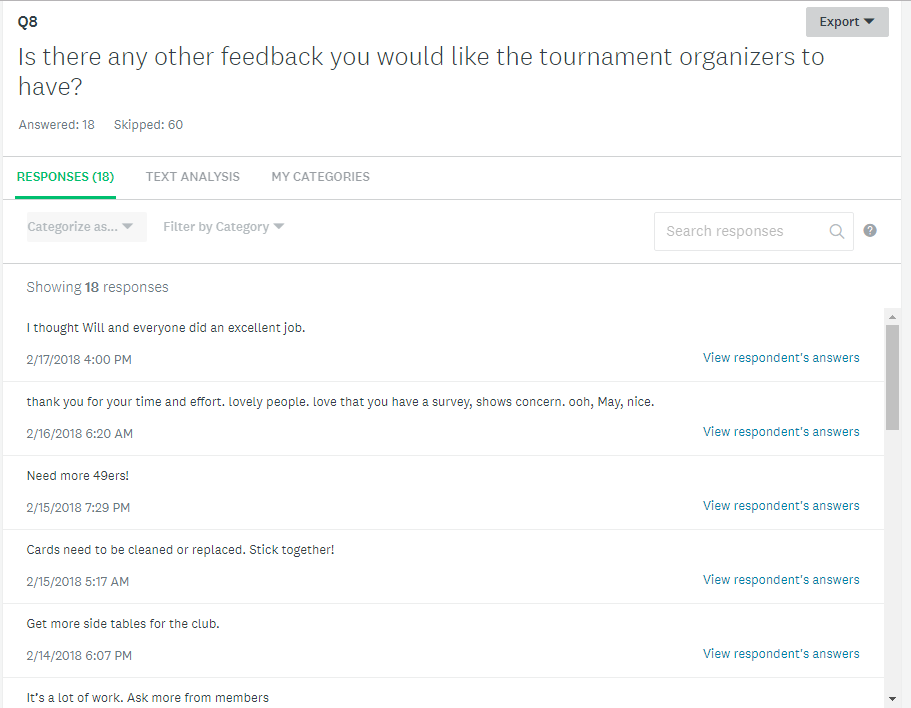 Q8
Export
Is there any other feedback you would like the tournament organizers to
have?
Answered: 18 Skipped: 60
RESPONSES (18) TEXT ANALYSIS MY CATEGORIES
Categorize as... Filter by Category Search responses ?
Showing 18 responses
I thought Will and everyone did an excellent job.
2/17/2018 4:00 PM View respondent's answers
thank you for your time and effort. lovely people. love that you have a survey, shows concern. ooh, May, nice.
2/16/2018 6:20 AM View respondent's answers
Need more 49ers!
2/15/2018 7:29 PM View respondent's answers
Cards need to be cleaned or replaced. Stick together!
2/15/2018 5:17 AM View respondent's answers
Get more side tables for the club.
2/14/2018 6:07 PM View respondent's answers
It's a lot of work. Ask more from members